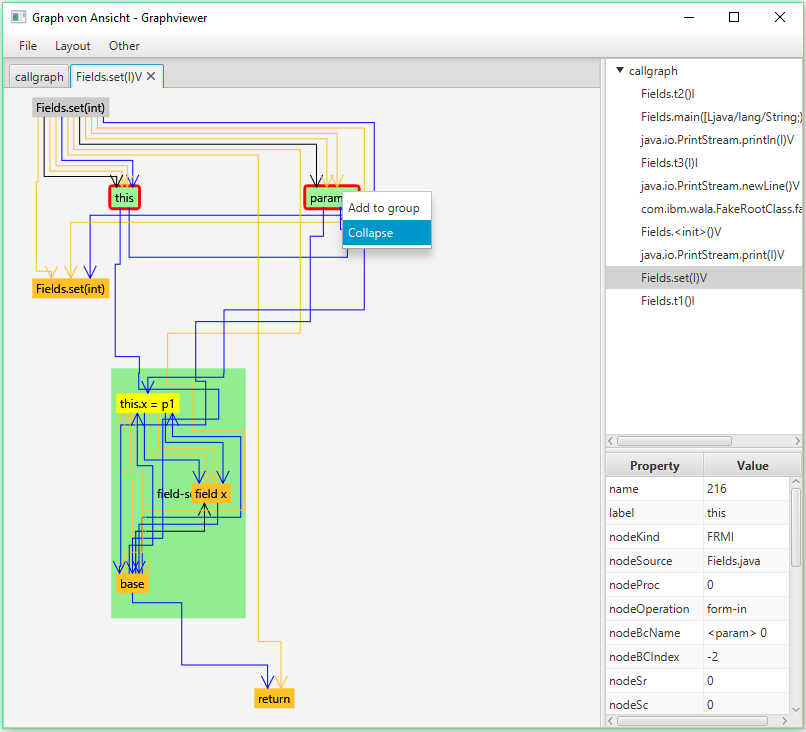 Graph von Ansicht - Graphviewer
File Layout Other
callgraph Fields.set(I)V
Fields.set(int)
this
param
Add to group
Collapse
Fields.set(int)
this.x = p1
field-s
field x
base
return
callgraph
Fields.t2()I
Fields.main([Ljava/lang/String;)
java.io.PrintStream.println(I)V
Fields.t3(I)I
java.io.PrintStream.newLine()V
com.ibm.wala.FakeRootClass.fa
Fields.<init>()V
java.io.PrintStream.print(I)V
Fields.set(I)V
Fields.t1()I
Property Value
name 216
label this
nodeKind FRMI
nodeSource Fields.java
nodeProc 0
nodeOperation form-in
nodeBcName <param> 0
nodeBCIndex -2
nodeSr 0
nodeSc 0